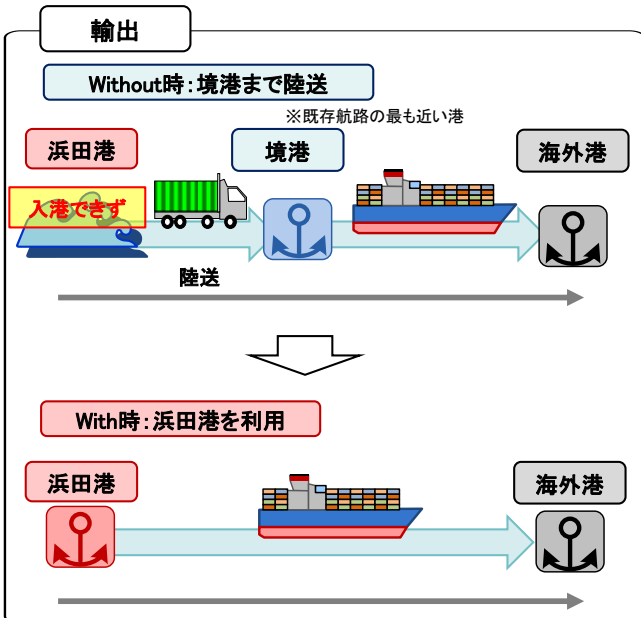 輸出
Without時：境港まで陸送
※既存航路の最も近い港
浜田港
境港
海外港
入港できず
陸送
With時：浜田港を利用
浜田港
海外港